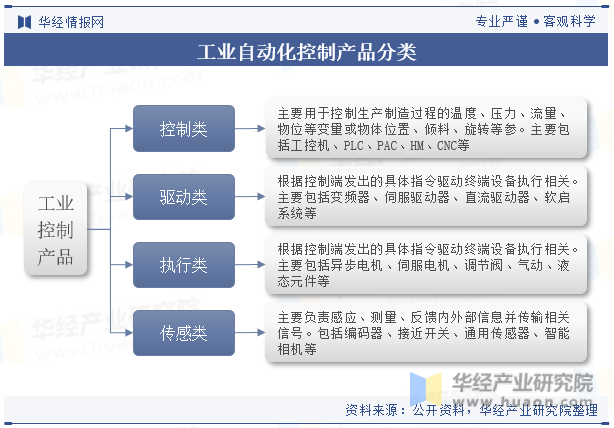 华经情报网
专业严谨 ● 客观科学
工业自动化控制产品分类
工业
控制
产品
控制类
主要用于控制生产制造过程的温度、压力、流量、
物位等变量或物体位置、倾料、旋转等参。主要包
括工控机、PLC、PAC、HM、CNC等
驱动类
根据控制端发出的具体指令驱动终端设备执行相关。
主要包括变频器、伺服驱动器、直流驱动器、软启
系统等
执行类
根据控制端发出的具体指令驱动终端设备执行相关。
主要包括异步电机、伺服电机、调节阀、气动、液
态元件等
传感类
主要负责感应、测量、反馈内外部信息并传输相关
信号。包括编码器、接近开关、通用传感器、智能
相机等
华经产业研究院
www.huaon.com
资料来源：公开资料，华经产业研究院整理